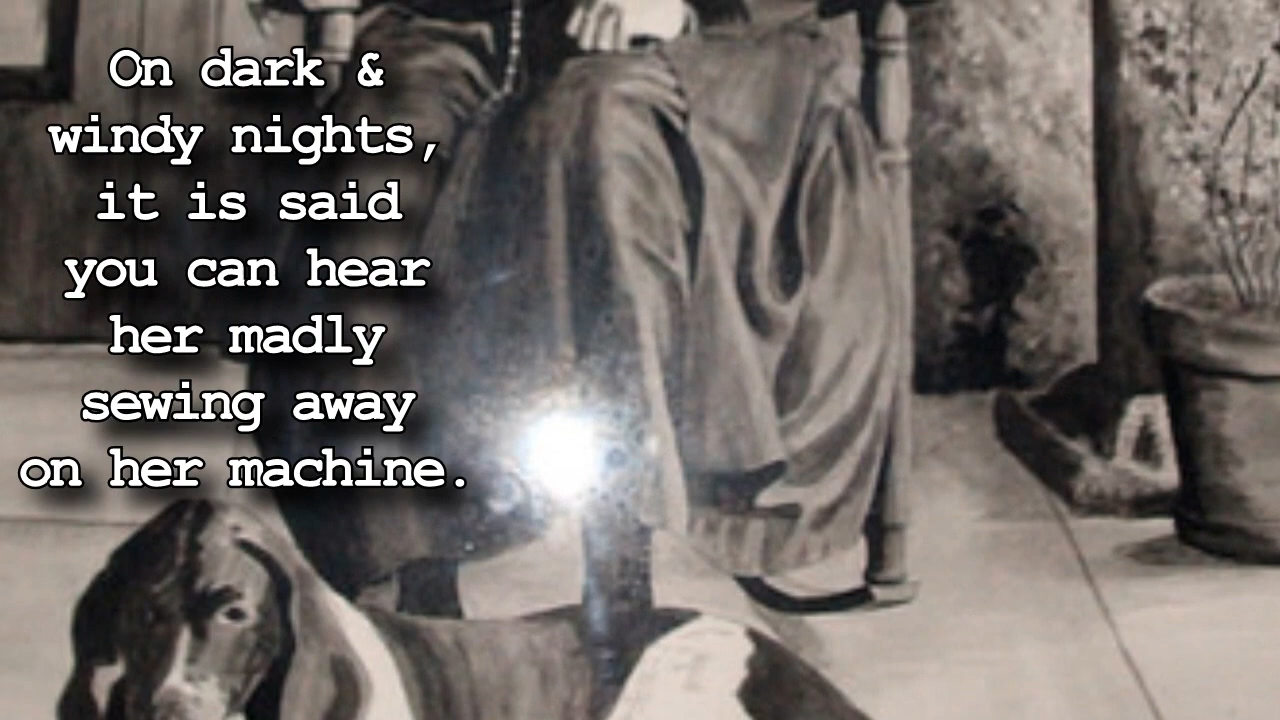 On dark &
windy nights,
it is said
you can hear
her madly
sewing away
on her machine.